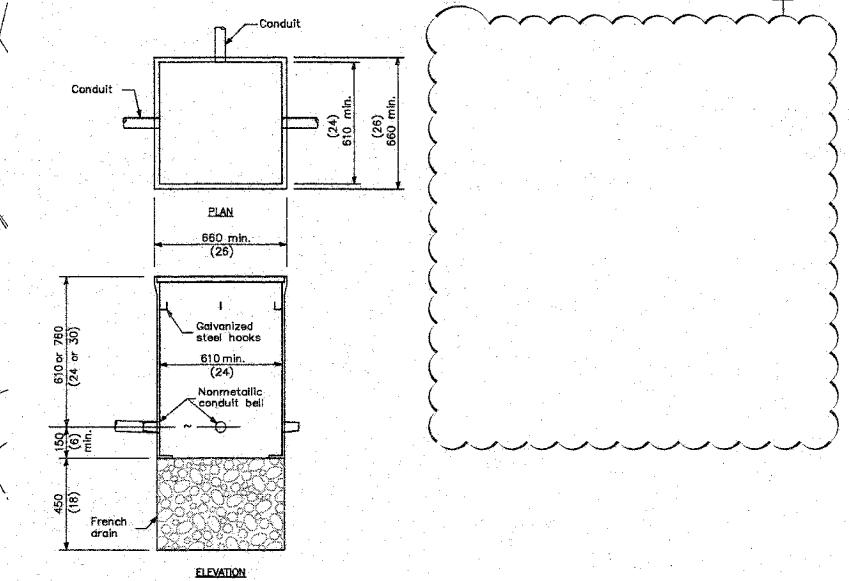 Conduit
Conduit
(24)
610 min.
(26)
660 min.
PLAN
660 min.
(26)
Galvanized
steel hooks
610 or 760
(24 or 30)
610 min.
(24)
Nonmetallic
conduit bell
~
150
(6)
min.
450
(18)
French
drain
ELEVATION